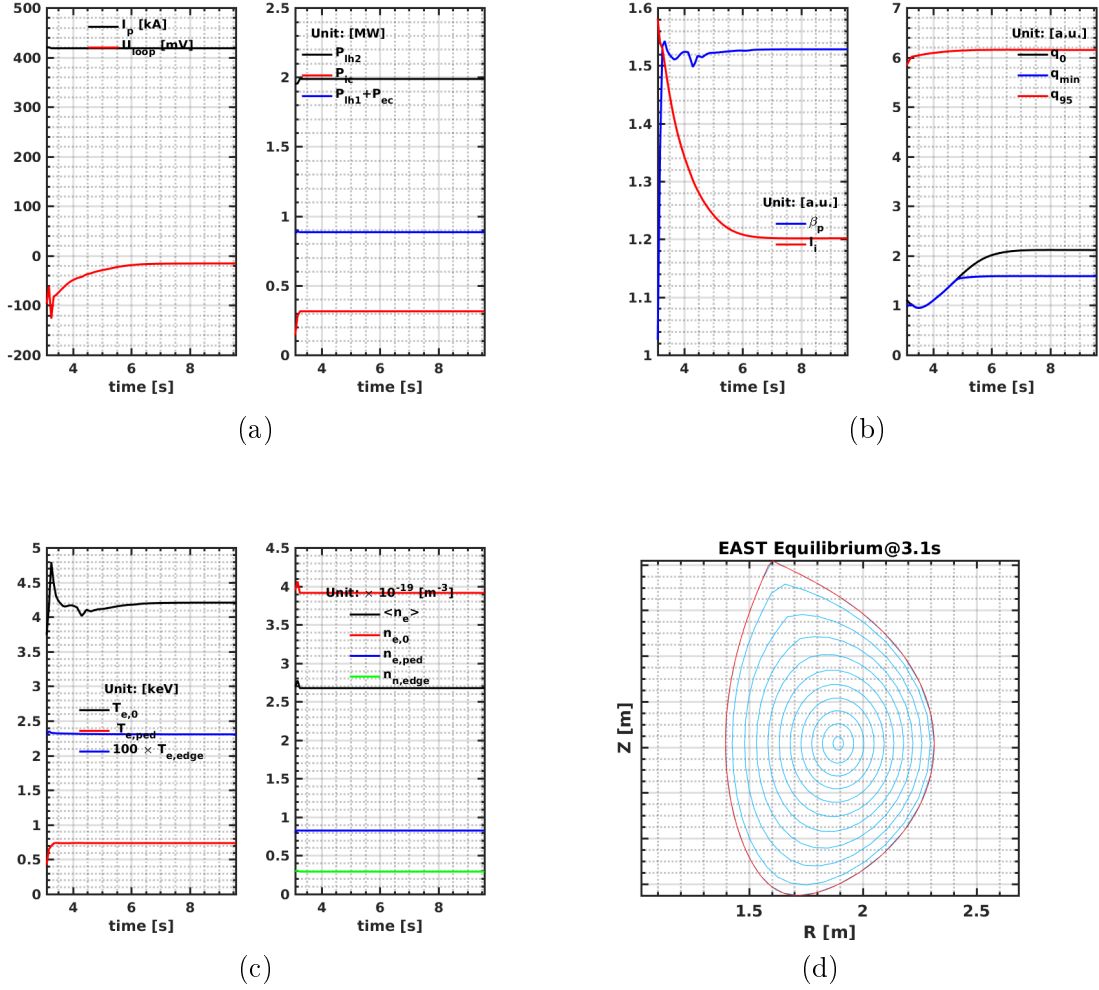 500
400
300
200
100
0
-100
-200
I_p [kA]
U_loop [mV]
4 6 8
time [s]
2.5
2
1.5
1
0.5
0
Unit: [MW]
P_lh2
P_ic
P_lh1+P_ec
4 6 8
time [s]
(a)
1.6
1.5
1.4
1.3
1.2
1.1
1
Unit: [a.u.]
β_p
l_i
4 6 8
time [s]
7
6
5
4
3
2
1
0
Unit: [a.u.]
q_0
q_min
q_95
4 6 8
time [s]
(b)
5
4.5
4
3.5
3
2.5
2
1.5
1
0.5
0
Unit: [keV]
T_e,0
T_e,ped
100 × T_e,edge
4 6 8
time [s]
4.5
4
3.5
3
2.5
2
1.5
1
0.5
0
Unit: × 10^-19 [m^-3]
<n_e>
n_e,0
n_e,ped
n_n,edge
4 6 8
time [s]
(c)
EAST Equilibrium@3.1s
Z [m]
1.5 2 2.5
R [m]
(d)